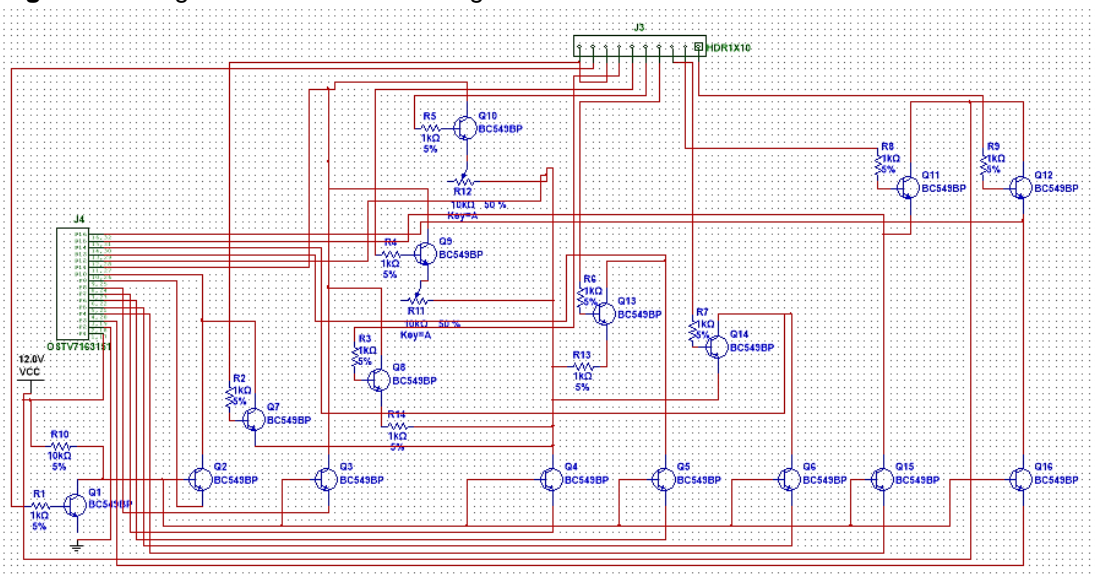 J3
HDR1X10
R5
1kΩ
5%
Q10
BC549BP
R12
10kΩ 50 %
Key=A
R8
1kΩ
5%
Q11
BC549BP
R9
1kΩ
5%
Q12
BC549BP
J4
R4
1kΩ
5%
Q9
BC549BP
R11
10kΩ 50 %
Key=A
R6
1kΩ
5%
Q13
BC549BP
R7
1kΩ
5%
Q14
BC549BP
R3
1kΩ
5%
Q8
BC549BP
R13
1kΩ
5%
12.0V
VCC
R2
1kΩ
5%
Q7
BC549BP
R14
1kΩ
5%
R10
10kΩ
5%
R1
1kΩ
5%
Q1
BC549BP
Q2
BC549BP
Q3
BC549BP
Q4
BC549BP
Q5
BC549BP
Q6
BC549BP
Q15
BC549BP
Q16
BC549BP